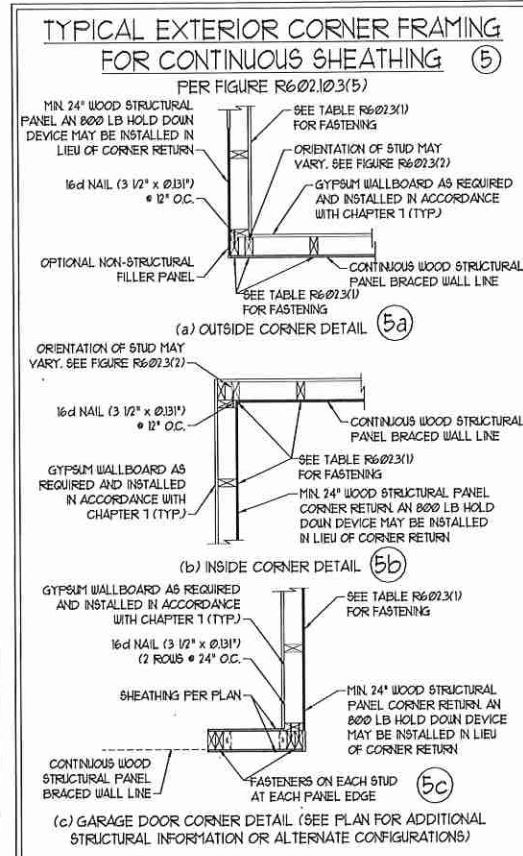 TYPICAL EXTERIOR CORNER FRAMING
FOR CONTINUOUS SHEATHING
5
PER FIGURE R602.10.3(5)
MIN. 24" WOOD STRUCTURAL
PANEL AN 800 LB HOLD DOWN
DEVICE MAY BE INSTALLED IN
LIEU OF CORNER RETURN
16d NAIL (3 1/2" x 0.131")
@ 12" O.C.
OPTIONAL NON-STRUCTURAL
FILLER PANEL
SEE TABLE R602.3(1)
FOR FASTENING
ORIENTATION OF STUD MAY
VARY. SEE FIGURE R602.3(2)
GYPSUM WALLBOARD AS REQUIRED
AND INSTALLED IN ACCORDANCE
WITH CHAPTER 7 (TYP.)
CONTINUOUS WOOD STRUCTURAL
PANEL BRACED WALL LINE
SEE TABLE R602.3(1)
FOR FASTENING
(a) OUTSIDE CORNER DETAIL
5a
ORIENTATION OF STUD MAY
VARY. SEE FIGURE R602.3(2)
16d NAIL (3 1/2" x 0.131")
@ 12" O.C.
GYPSUM WALLBOARD AS
REQUIRED AND INSTALLED
IN ACCORDANCE WITH
CHAPTER 7 (TYP.)
CONTINUOUS WOOD STRUCTURAL
PANEL BRACED WALL LINE
SEE TABLE R602.3(1)
FOR FASTENING
MIN. 24" WOOD STRUCTURAL PANEL
CORNER RETURN. AN 800 LB HOLD
DOWN DEVICE MAY BE INSTALLED
IN LIEU OF CORNER RETURN
(b) INSIDE CORNER DETAIL
5b
GYPSUM WALLBOARD AS REQUIRED
AND INSTALLED IN ACCORDANCE
WITH CHAPTER 7 (TYP.)
16d NAIL (3 1/2" x 0.131")
(2 ROWS @ 24" O.C.
SHEATHING PER PLAN
CONTINUOUS WOOD
STRUCTURAL PANEL
BRACED WALL LINE
SEE TABLE R602.3(1)
FOR FASTENING
MIN. 24" WOOD STRUCTURAL
PANEL CORNER RETURN. AN
800 LB HOLD DOWN DEVICE
MAY BE INSTALLED IN LIEU
OF CORNER RETURN
FASTENERS ON EACH STUD
AT EACH PANEL EDGE
5c
(c) GARAGE DOOR CORNER DETAIL (SEE PLAN FOR ADDITIONAL
STRUCTURAL INFORMATION OR ALTERNATE CONFIGURATIONS)